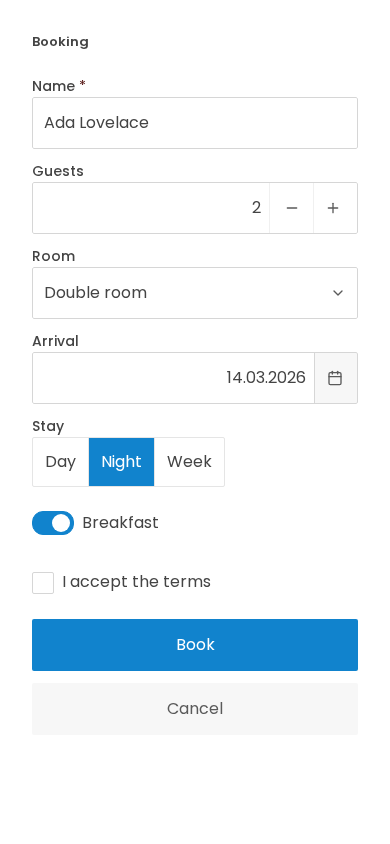 Booking
Name *
Ada Lovelace
Guests
2
Room
Double room
Arrival
14.03.2026
Stay
Day Night Week
Breakfast
I accept the terms
Book
Cancel